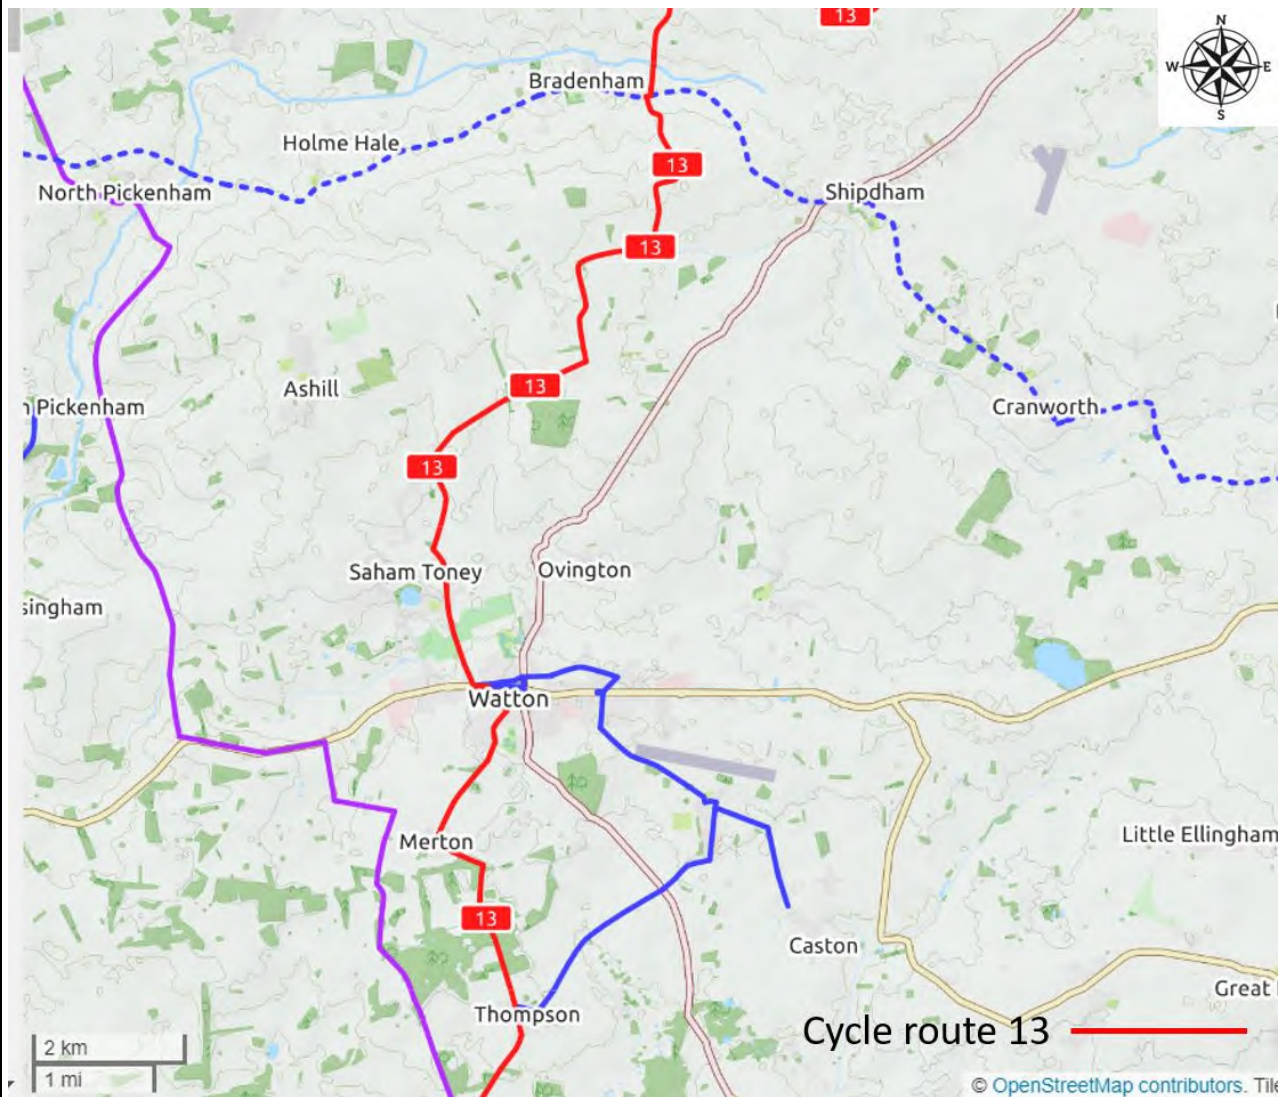 13
N
W E
S
Bradenham
Holme Hale
13
North Pickenham
Shipdham
13
Ashill
13
Pickenham
Cranworth
13
Saham Toney
Ovington
singham
Watton
Merton
Little Ellingham
13
Caston
Great
Thompson
Cycle route 13
2 km
1 mi
© OpenStreetMap contributors. Tile